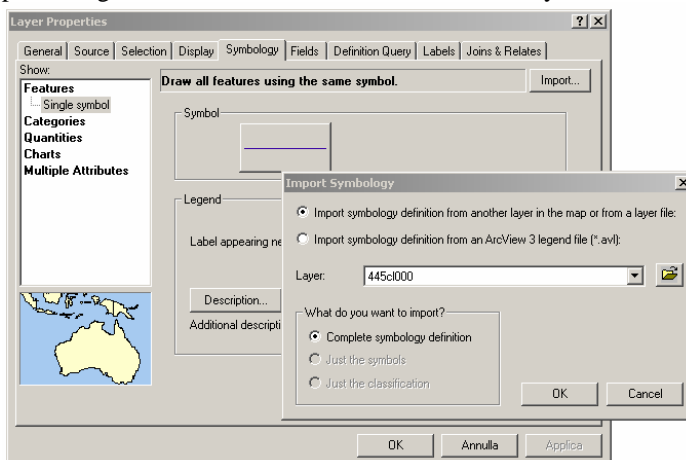 Layer Properties
General Source Selection Display Symbology Fields Definition Query Labels Joins & Relates
Show:
Features
Single symbol
Categories
Quantities
Charts
Multiple Attributes
Draw all features using the same symbol.
Import...
Symbol
Legend
Label appearing ne
Description...
Additional descripti
Import Symbology
Import symbology definition from another layer in the map or from a layer file:
Import symbology definition from an ArcView 3 legend file (*.avl):
Layer: 445cl000
What do you want to import?
Complete symbology definition
Just the symbols
Just the classification
OK Cancel
OK Annulla Applica